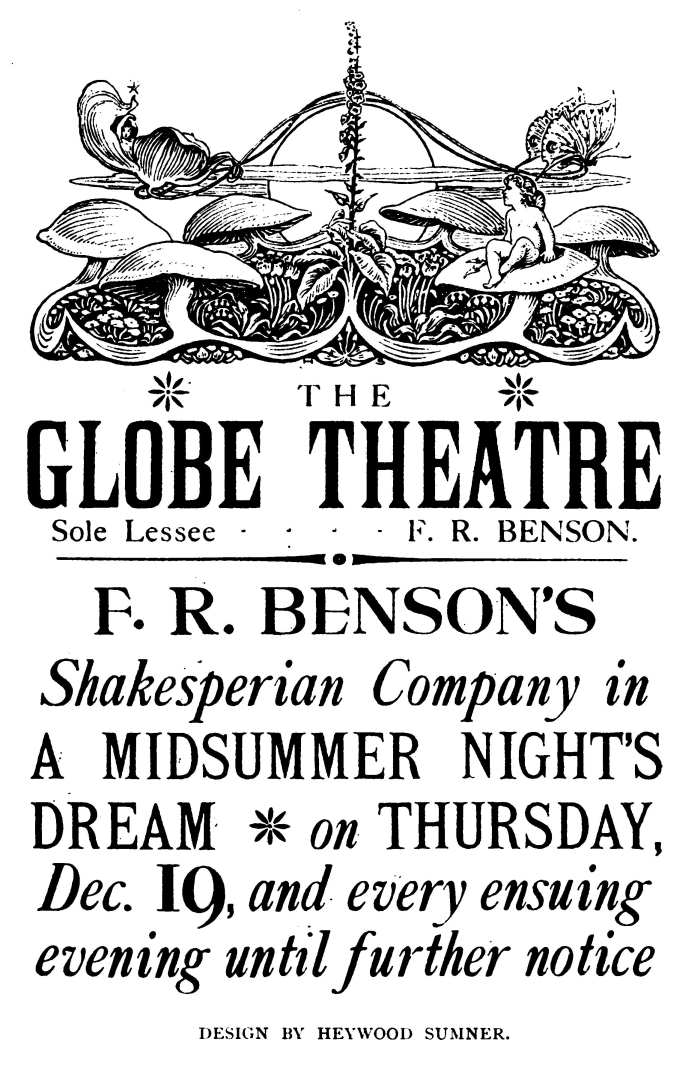 THE
GLOBE THEATRE
Sole Lessee - - - - F. R. BENSON.
F. R. BENSON'S
Shakesperian Company in
A MIDSUMMER NIGHT'S
DREAM * on THURSDAY,
Dec. 19, and every ensuing
evening until further notice
DESIGN BY HEYWOOD SUMNER.